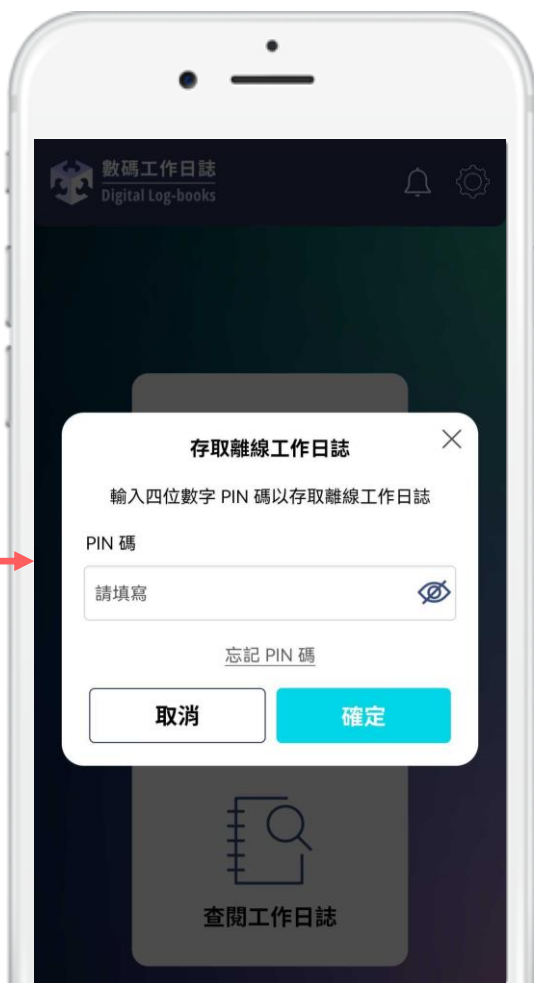 數碼工作日誌
Digital Log-books
存取離線工作日誌
輸入四位數字 PIN 碼以存取離線工作日誌
PIN 碼
請填寫
忘記 PIN 碼
取消
確定
查閱工作日誌